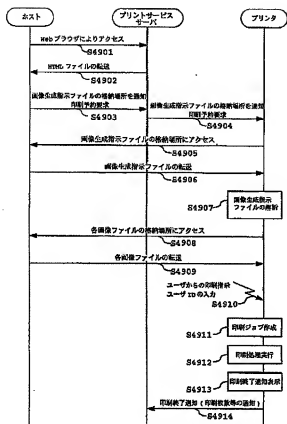 ホスト
プリントサービス
サーバ
プリンタ
Web ブラウザによりアクセス
S4901
HTML ファイルの転送
S4902
画像生成指示ファイルの格納場所を通知
印刷予約要求
S4903
画像生成指示ファイルの格納場所を通知
印刷予約要求
S4904
画像生成指示ファイルの格納場所にアクセス
S4905
画像生成指示ファイルの転送
S4906
S4907
画像生成指示
ファイルの
各画像ファイルの格納場所にアクセス
S4908
各画像ファイルの転送
S4909
ユーザからの印刷指示
ユーザ IDの入力
S4910
S4911
印刷ジョブ作成
S4912
印刷処理実行
S4913
印刷終了通知表示
印刷終了通知(印刷枚数等の通知)
S4914